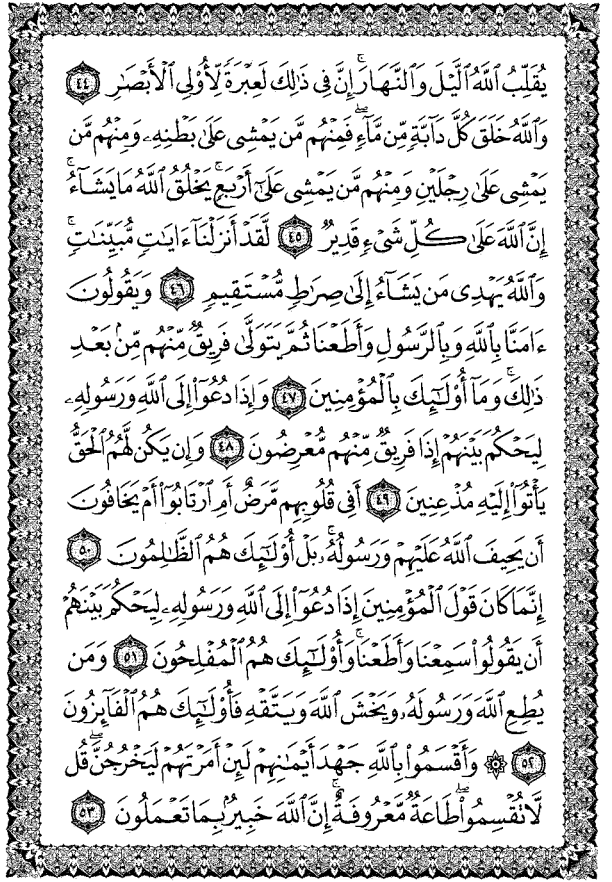 يُقَلِّبُ ٱللَّهُ ٱلَّيْلَ وَٱلنَّهَارَ ۚ إِنَّ فِى ذَٰلِكَ لَعِبْرَةً لِّأُو۟لِى ٱلْأَبْصَـٰرِ ٤٤
وَٱللَّهُ خَلَقَ كُلَّ دَآبَّةٍ مِّن مَّآءٍ ۖ فَمِنْهُم مَّن يَمْشِى عَلَىٰ بَطْنِهِۦ وَمِنْهُم مَّن
يَمْشِى عَلَىٰ رِجْلَيْنِ وَمِنْهُم مَّن يَمْشِى عَلَىٰٓ أَرْبَعٍ ۚ يَخْلُقُ ٱللَّهُ مَا يَشَآءُ ۚ
إِنَّ ٱللَّهَ عَلَىٰ كُلِّ شَىْءٍ قَدِيرٌ ٤٥ لَّقَدْ أَنزَلْنَآ ءَايَـٰتٍ مُّبَيِّنَـٰتٍ ۚ
وَٱللَّهُ يَهْدِى مَن يَشَآءُ إِلَىٰ صِرَٰطٍ مُّسْتَقِيمٍ ٤٦ وَيَقُولُونَ
ءَامَنَّا بِٱللَّهِ وَبِٱلرَّسُولِ وَأَطَعْنَا ثُمَّ يَتَوَلَّىٰ فَرِيقٌ مِّنْهُم مِّنۢ بَعْدِ
ذَٰلِكَ ۚ وَمَآ أُو۟لَـٰٓئِكَ بِٱلْمُؤْمِنِينَ ٤٧ وَإِذَا دُعُوٓا۟ إِلَى ٱللَّهِ وَرَسُولِهِۦ
لِيَحْكُمَ بَيْنَهُمْ إِذَا فَرِيقٌ مِّنْهُم مُّعْرِضُونَ ٤٨ وَإِن يَكُن لَّهُمُ ٱلْحَقُّ
يَأْتُوٓا۟ إِلَيْهِ مُذْعِنِينَ ٤٩ أَفِى قُلُوبِهِم مَّرَضٌ أَمِ ٱرْتَابُوٓا۟ أَمْ يَخَافُونَ
أَن يَحِيفَ ٱللَّهُ عَلَيْهِمْ وَرَسُولُهُۥ ۚ بَلْ أُو۟لَـٰٓئِكَ هُمُ ٱلظَّـٰلِمُونَ ٥٠
إِنَّمَا كَانَ قَوْلَ ٱلْمُؤْمِنِينَ إِذَا دُعُوٓا۟ إِلَى ٱللَّهِ وَرَسُولِهِۦ لِيَحْكُمَ بَيْنَهُمْ
أَن يَقُولُوا۟ سَمِعْنَا وَأَطَعْنَا ۚ وَأُو۟لَـٰٓئِكَ هُمُ ٱلْمُفْلِحُونَ ٥١ وَمَن
يُطِعِ ٱللَّهَ وَرَسُولَهُۥ وَيَخْشَ ٱللَّهَ وَيَتَّقْهِ فَأُو۟لَـٰٓئِكَ هُمُ ٱلْفَآئِزُونَ
٥٢ ۞ وَأَقْسَمُوا۟ بِٱللَّهِ جَهْدَ أَيْمَـٰنِهِمْ لَئِنْ أَمَرْتَهُمْ لَيَخْرُجُنَّ ۖ قُل
لَّا تُقْسِمُوا۟ ۖ طَاعَةٌ مَّعْرُوفَةٌ ۚ إِنَّ ٱللَّهَ خَبِيرٌۢ بِمَا تَعْمَلُونَ ٥٣